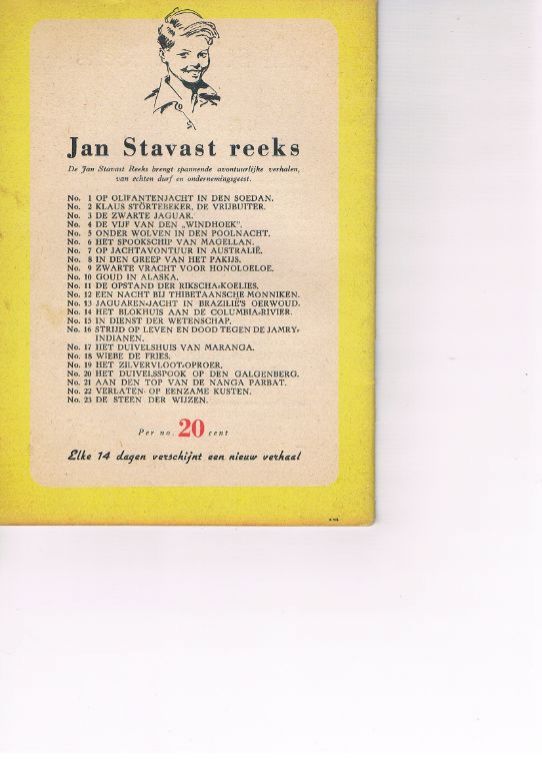 Jan Stavast reeks
De Jan Stavast Reeks brengt spannende avontuurlijke verhalen,
van echten durf en ondernemingsgeest.
No. 1 OP OLIFANTENJACHT IN DEN SOEDAN.
No. 2 KLAUS STÖRTEBEKER, DE VRIJBUITER.
No. 3 DE ZWARTE JAGUAR.
No. 4 DE VIJF VAN DEN „WINDHOEK".
No. 5 ONDER WOLVEN IN DEN POOLNACHT.
No. 6 HET SPOOKSCHIP VAN MAGELLAN.
No. 7 OP JACHTAVONTUUR IN AUSTRALIË.
No. 8 IN DEN GREEP VAN HET PAKIJS.
No. 9 ZWARTE VRACHT VOOR HONOLOELOE.
No. 10 GOUD IN ALASKA.
No. 11 DE OPSTAND DER RIKSCHA-KOELIES.
No. 12 EEN NACHT BIJ THIBETAANSCHE MONNIKEN.
No. 13 JAGUAREN-JACHT IN BRAZILIË'S OERWOUD.
No. 14 HET BLOKHUIS AAN DE COLUMBIA-RIVIER.
No. 15 IN DIENST DER WETENSCHAP.
No. 16 STRIJD OP LEVEN EN DOOD TEGEN DE JAMRY-
INDIANEN.
No. 17 HET DUIVELSHUIS VAN MARANGA.
No. 18 WIEBE DE FRIES.
No. 19 HET ZILVERVLOOT-OPROER.
No. 20 HET DUIVELSSPOOK OP DEN GALGENBERG.
No. 21 AAN DEN TOP VAN DE NANGA PARBAT.
No. 22 VERLATEN OP EENZAME KUSTEN.
No. 23 DE STEEN DER WIJZEN.
Per no. 20 cent
Elke 14 dagen verschijnt een nieuw verhaal